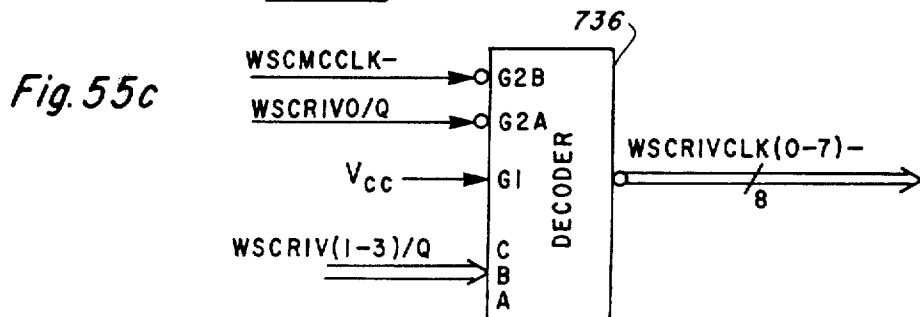 736
WSCMCCLK-
G2B
Fig. 55c
WSCRIV0/Q
G2A
DECODER
WSCRIVCLK(0-7)-
VCC
G1
8
WSCRIV(1-3)/Q
C
B
A